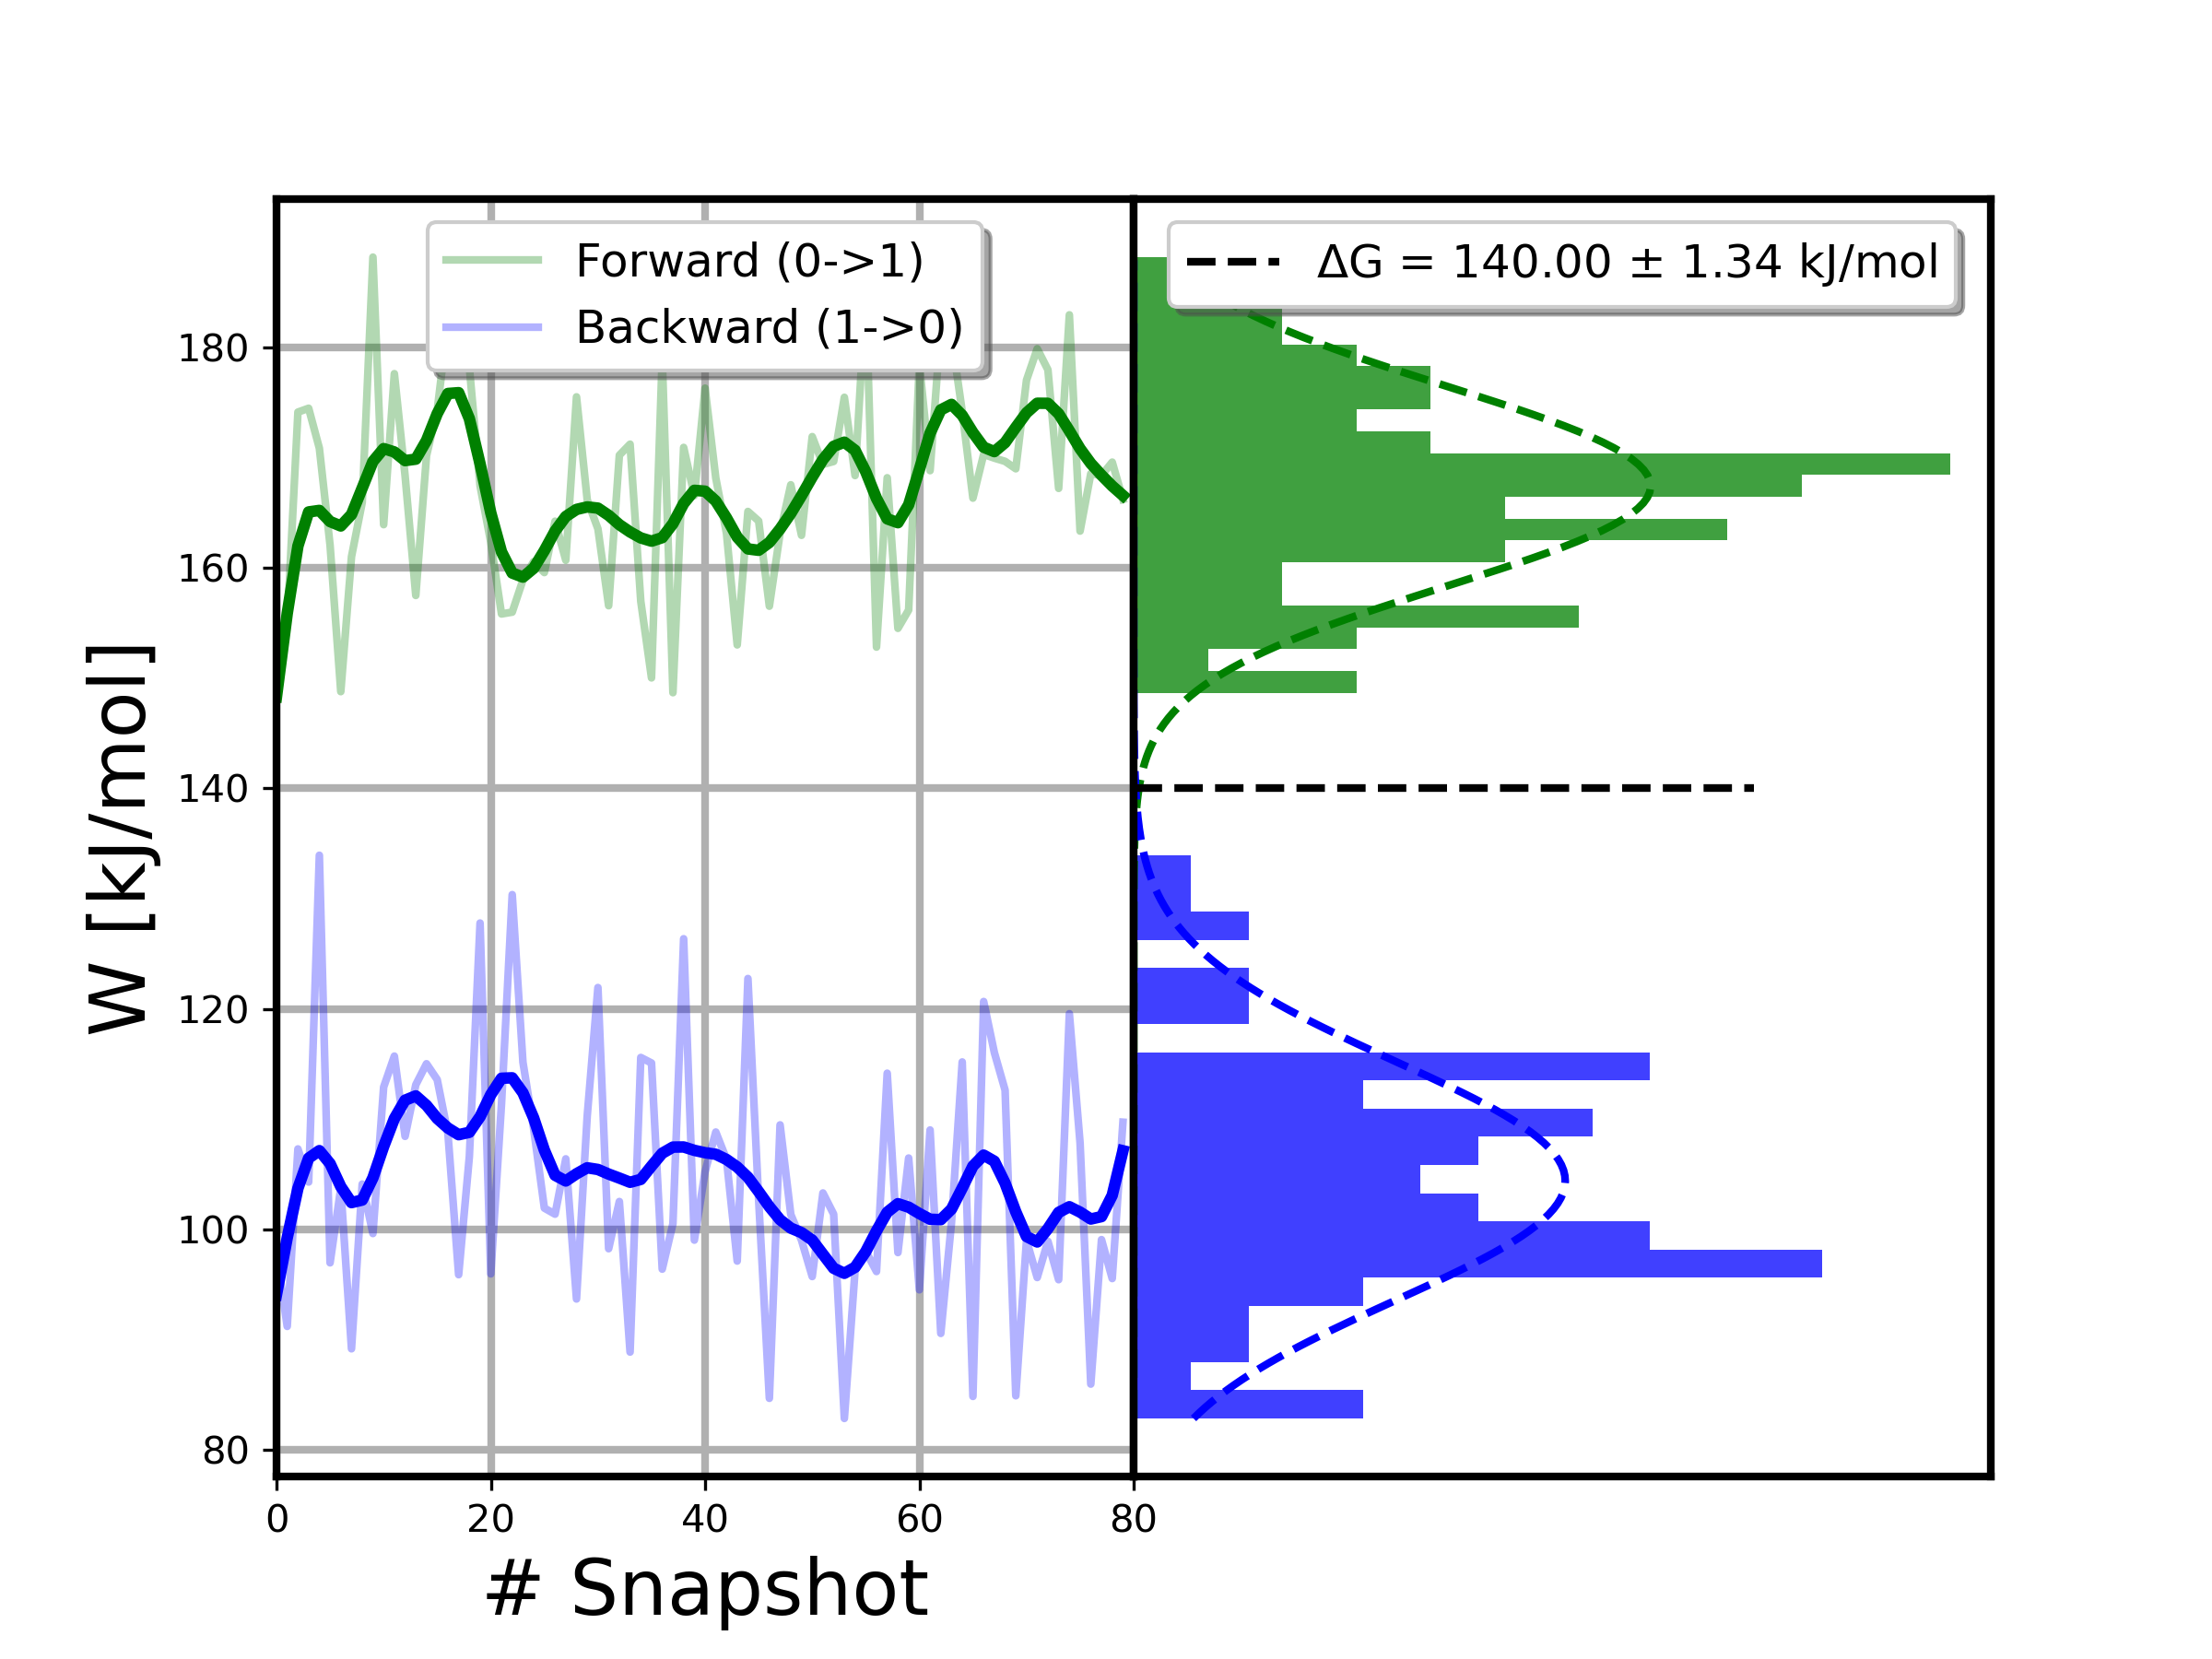 Forward (0->1)
Backward (1->0)
ΔG = 140.00 ± 1.34 kJ/mol
180
160
140
120
100
80
W [kJ/mol]
0
20
40
60
80
# Snapshot